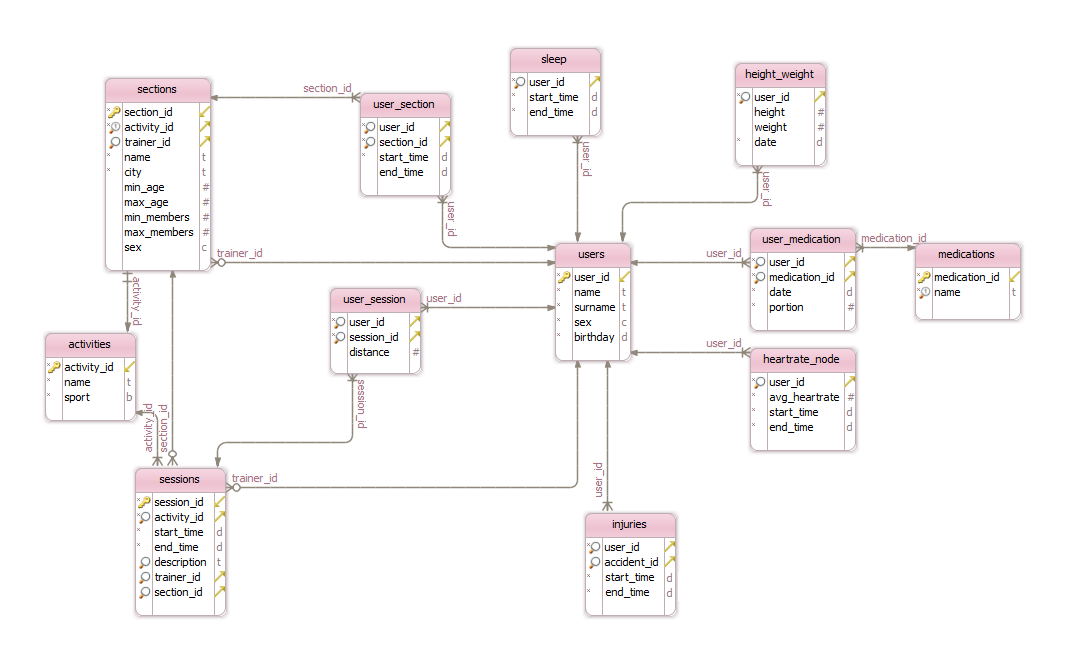 sections
section_id
activity_id
trainer_id
name t
city t
min_age #
max_age #
min_members #
max_members #
sex c
section_id
user_section
user_id
section_id
start_time d
end_time d
user_id
sleep
user_id
start_time d
end_time d
user_id
height_weight
user_id
height #
weight #
date d
user_id
trainer_id
users
user_id
name t
surname t
sex c
birthday d
user_id
user_medication
user_id
medication_id
date d
portion #
medication_id
medications
medication_id
name t
activity_id
user_session
user_id
session_id
distance #
user_id
session_id
activities
activity_id
name t
sport b
user_id
heartrate_node
user_id
avg_heartrate #
start_time d
end_time d
activity_id
section_id
sessions
session_id
activity_id
start_time d
end_time d
description t
trainer_id
section_id
trainer_id
user_id
injuries
user_id
accident_id
start_time d
end_time d